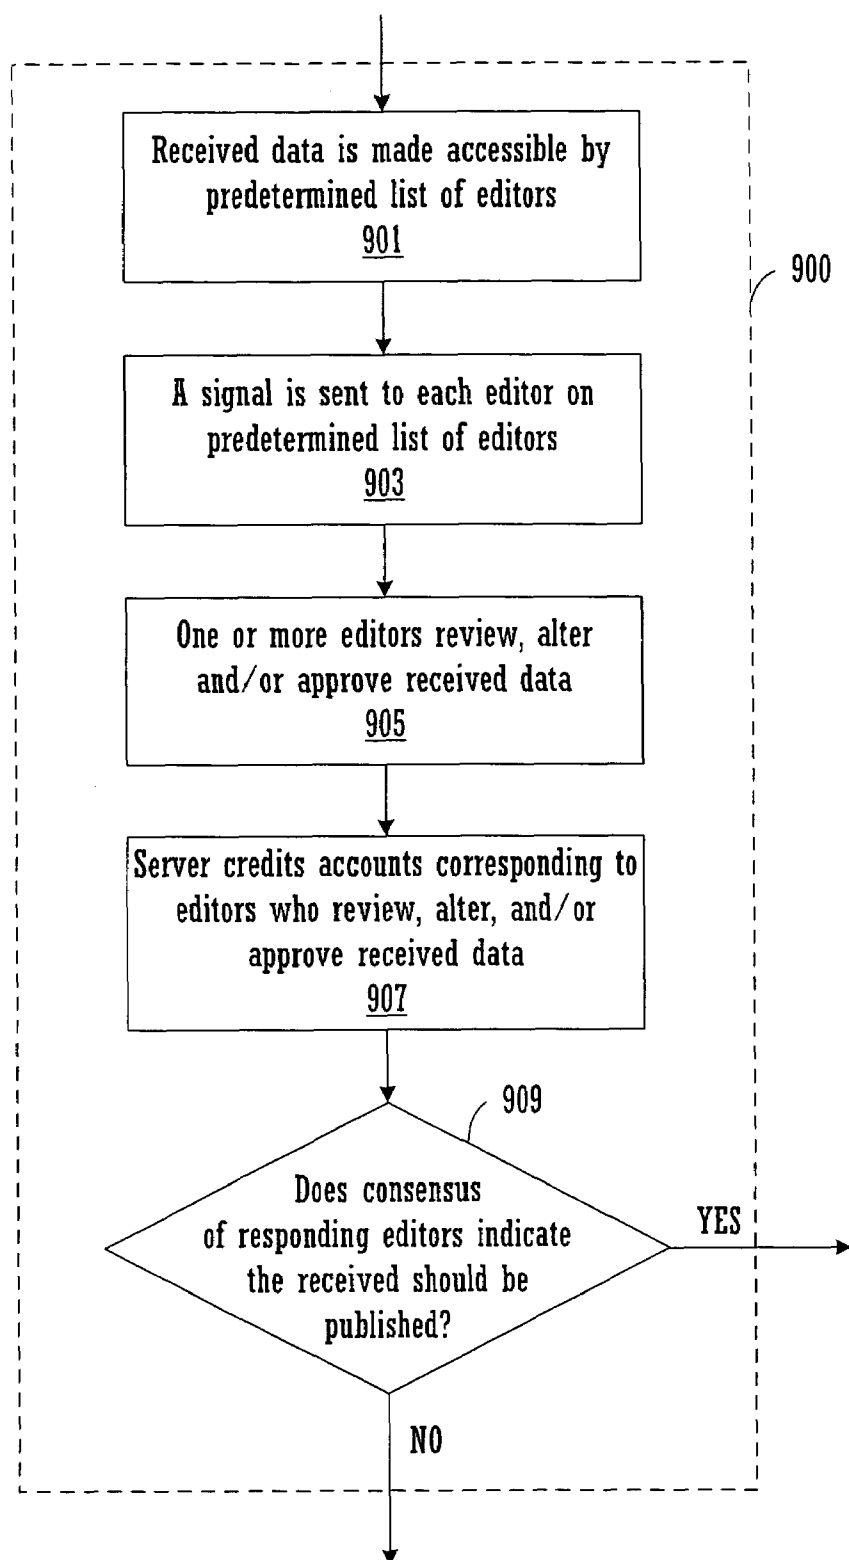 Received data is made accessible by
predetermined list of editors
901
900
A signal is sent to each editor on
predetermined list of editors
903
One or more editors review, alter
and/or approve received data
905
Server credits accounts corresponding to
editors who review, alter, and/or
approve received data
907
909
Does consensus
of responding editors indicate
the received should be
published?
YES
NO